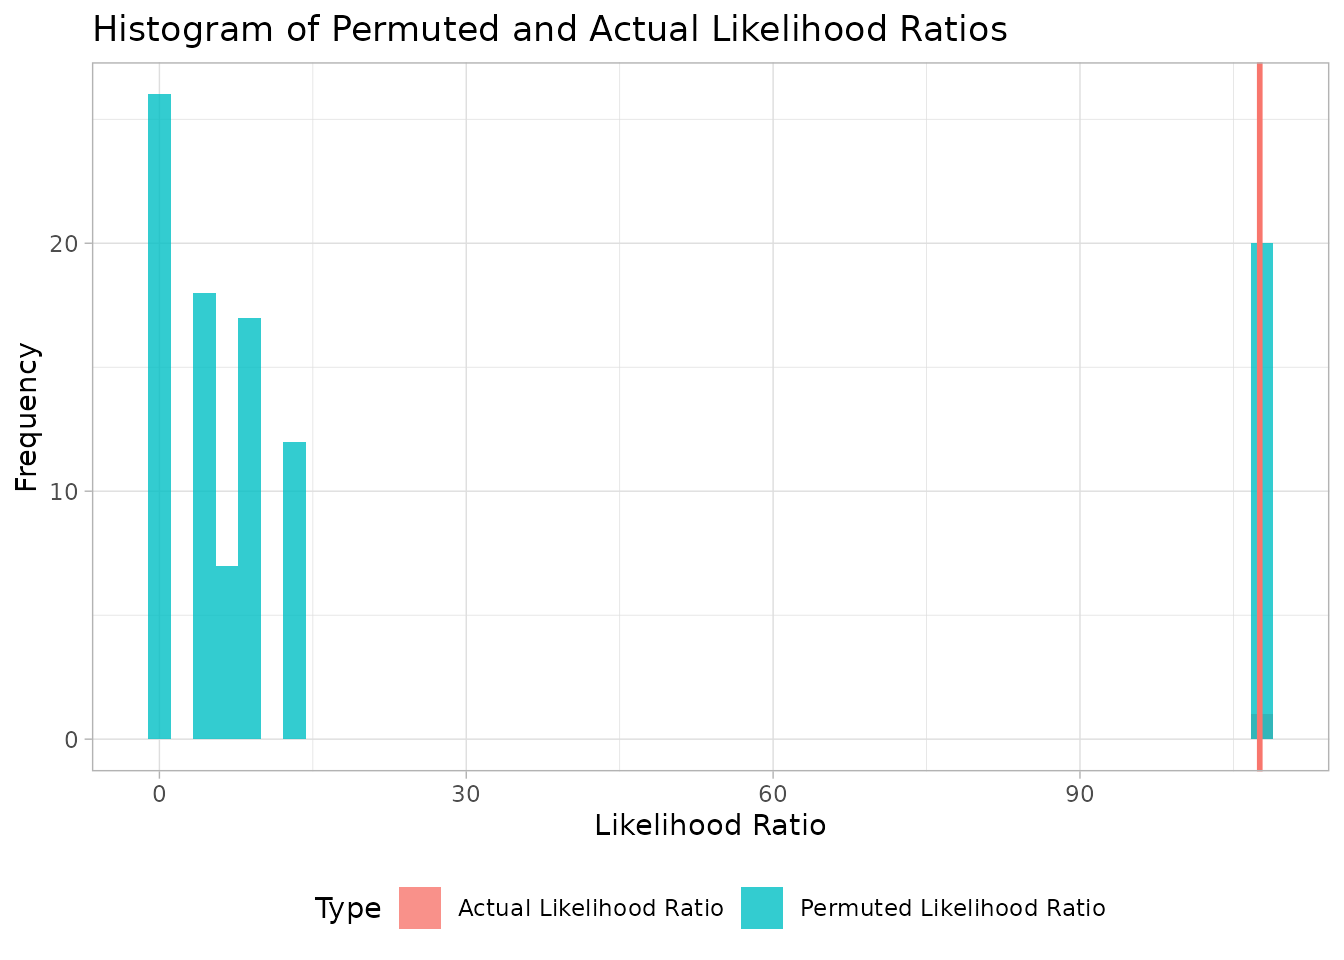 Histogram of Permuted and Actual Likelihood Ratios
Frequency
20
10
0
0 30 60 90
Likelihood Ratio
Type Actual Likelihood Ratio Permuted Likelihood Ratio